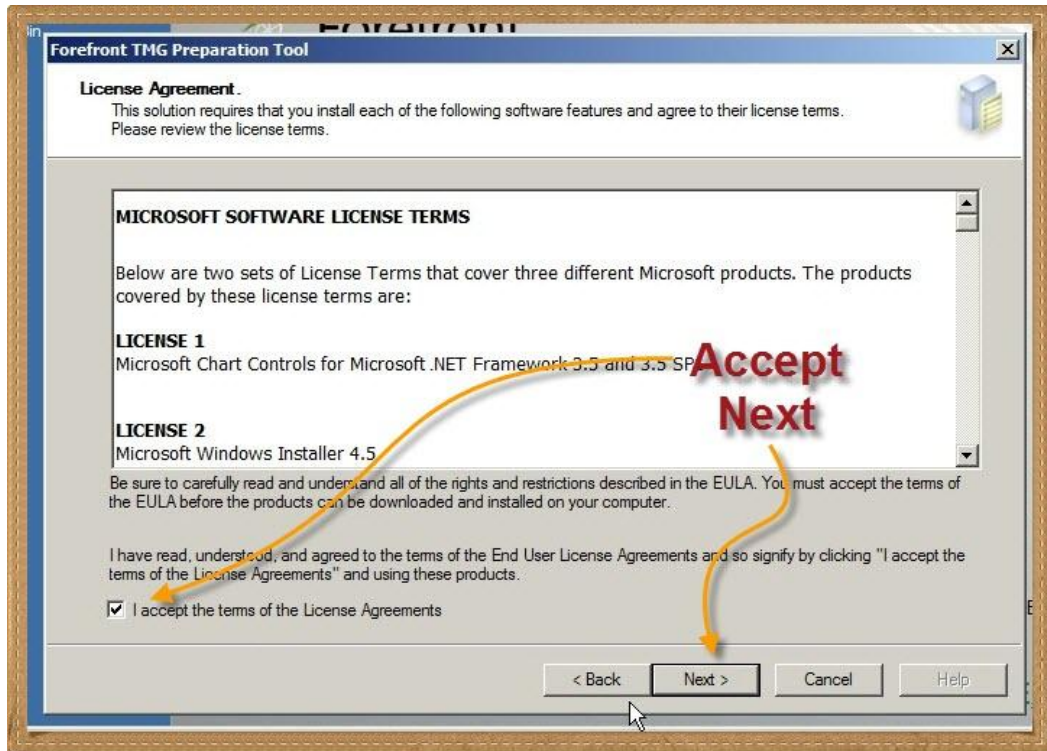 in
Forefront
Forefront TMG Preparation Tool
License Agreement.
This solution requires that you install each of the following software features and agree to their license terms.
Please review the license terms.
MICROSOFT SOFTWARE LICENSE TERMS
Below are two sets of License Terms that cover three different Microsoft products. The products
covered by these license terms are:
LICENSE 1
Microsoft Chart Controls for Microsoft .NET Framework 3.5 and 3.5 SP
Accept
Next
LICENSE 2
Microsoft Windows Installer 4.5
Be sure to carefully read and understand all of the rights and restrictions described in the EULA. You must accept the terms of
the EULA before the products can be downloaded and installed on your computer.
I have read, understood, and agreed to the terms of the End User License Agreements and so signify by clicking "I accept the
terms of the License Agreements" and using these products.
I accept the terms of the License Agreements
< Back
Next >
Cancel
Help